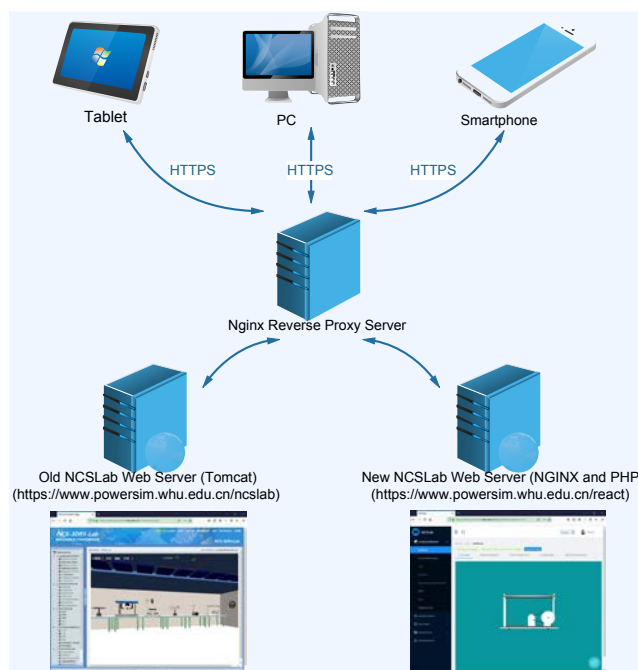 Tablet
PC
Smartphone
HTTPS
HTTPS
HTTPS
Nginx Reverse Proxy Server
Old NCSLab Web Server (Tomcat)
(https://www.powersim.whu.edu.cn/ncslab)
New NCSLab Web Server (NGINX and PHP)
(https://www.powersim.whu.edu.cn/react)